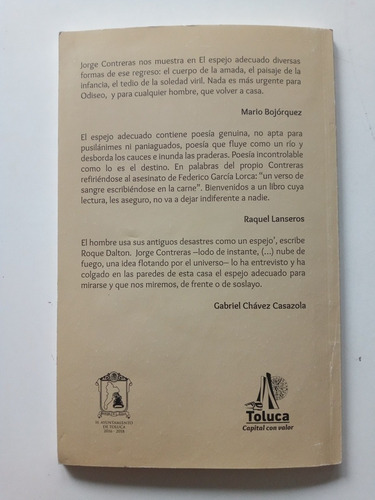 Jorge Contreras nos muestra en El espejo adecuado diversas
formas de ese regreso: el cuerpo de la amada, el paisaje de la
infancia, el tedio de la soledad viril. Nada es más urgente para
Odiseo, y para cualquier hombre, que volver a casa.
Mario Bojórquez
El espejo adecuado contiene poesía genuina, no apta para
pusilánimes ni paniaguados, poesía que fluye como un río y
desborda los cauces e inunda las praderas. Poesía incontrolable
como lo es el destino. En palabras del propio Contreras
refiriéndose al asesinato de Federico García Lorca: "un verso de
sangre escribiéndose en la carne". Bienvenidos a un libro cuya
lectura, les aseguro, no va a dejar indiferente a nadie.
Raquel Lanseros
El hombre usa sus antiguos desastres como un espejo', escribe
Roque Dalton. Jorge Contreras –lodo de instante, (...) nube de
fuego, una idea flotando por el universo– lo ha entrevisto y ha
colgado en las paredes de esta casa el espejo adecuado para
mirarse y que nos miremos, de frente o de soslayo.
Gabriel Chávez Casazola
H. AYUNTAMIENTO
DE TOLUCA
2016 - 2018
Toluca
Capital con valor